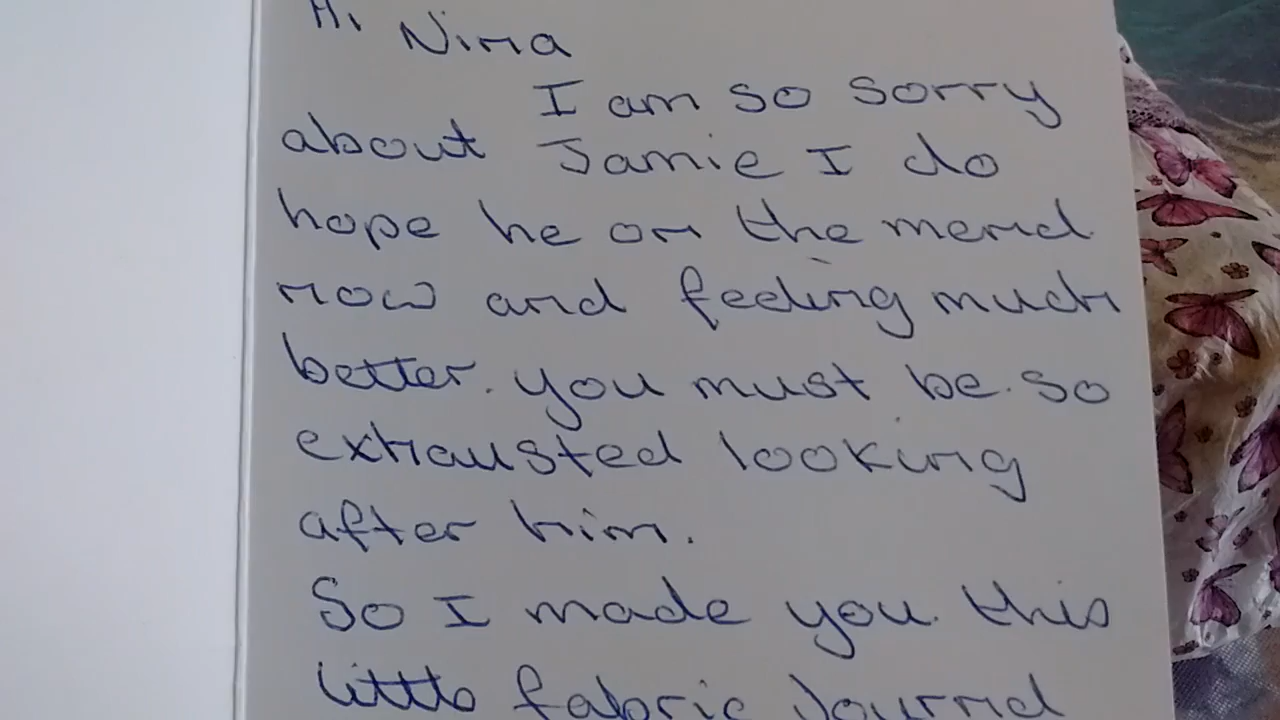 Hi Nina
I am so sorry
about Jamie I do
hope he on the mend
now and feeling much
better. you must be so
exhausted looking
after him.
So I made you this
little fabric Journal